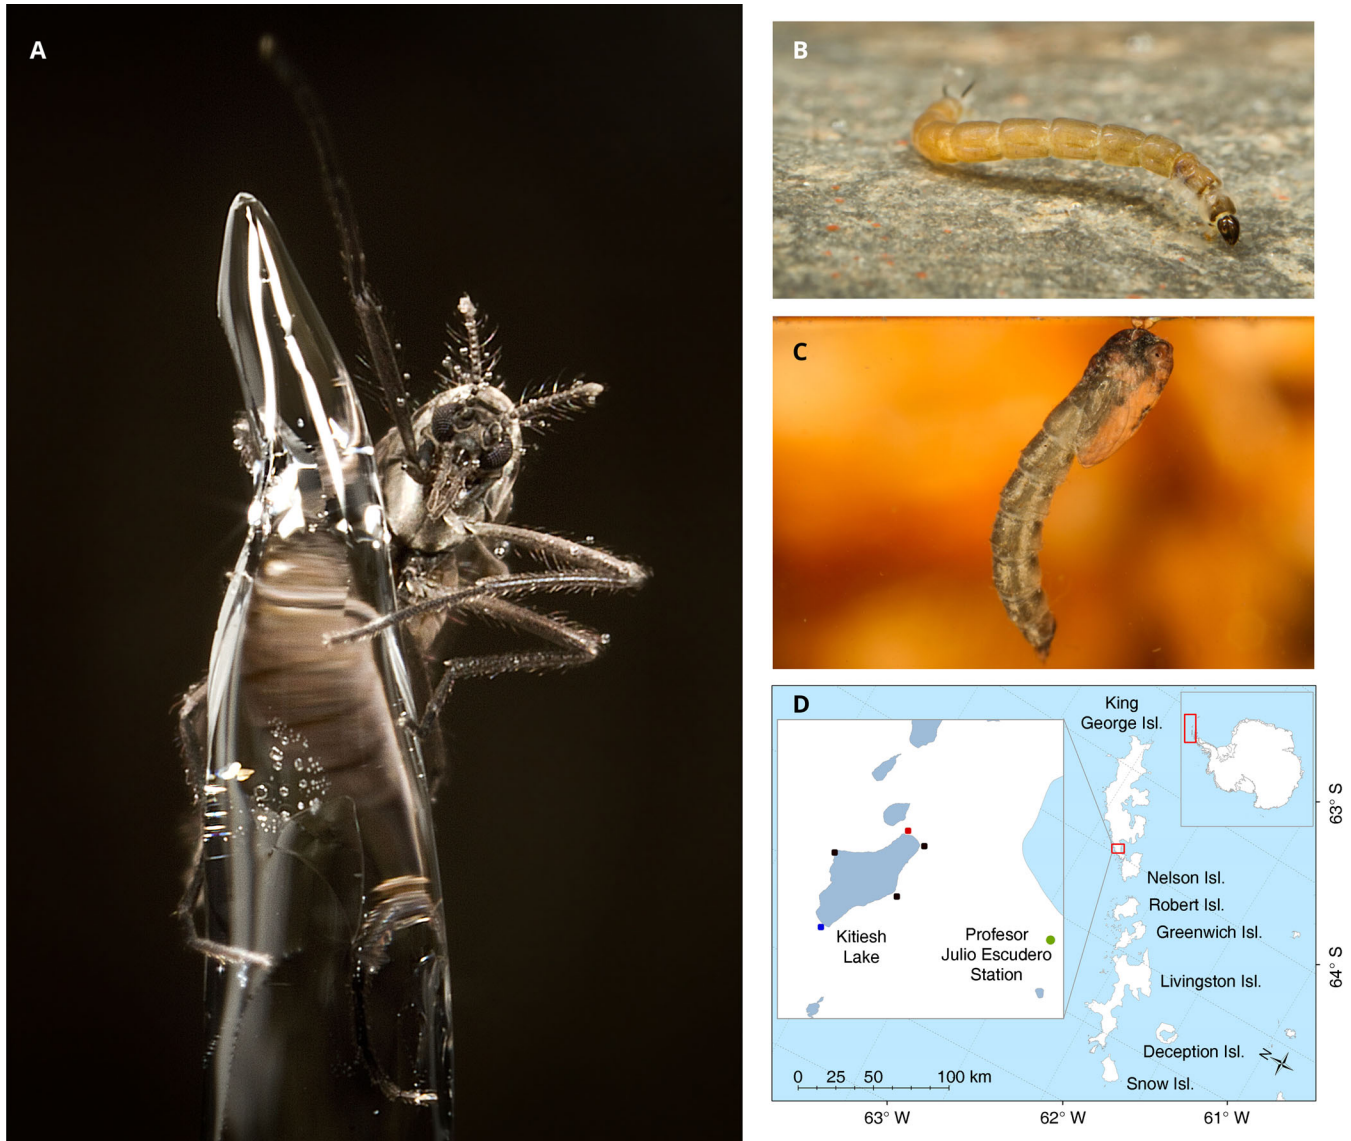 A
B
C
D
King
George Isl.
63° S
Nelson Isl.
Robert Isl.
Greenwich Isl.
Kitiesh
Lake
Profesor
Julio Escudero
Station
64° S
Livingston Isl.
Deception Isl.
N
Snow Isl.
0 25 50 100 km
63° W
62° W
61° W